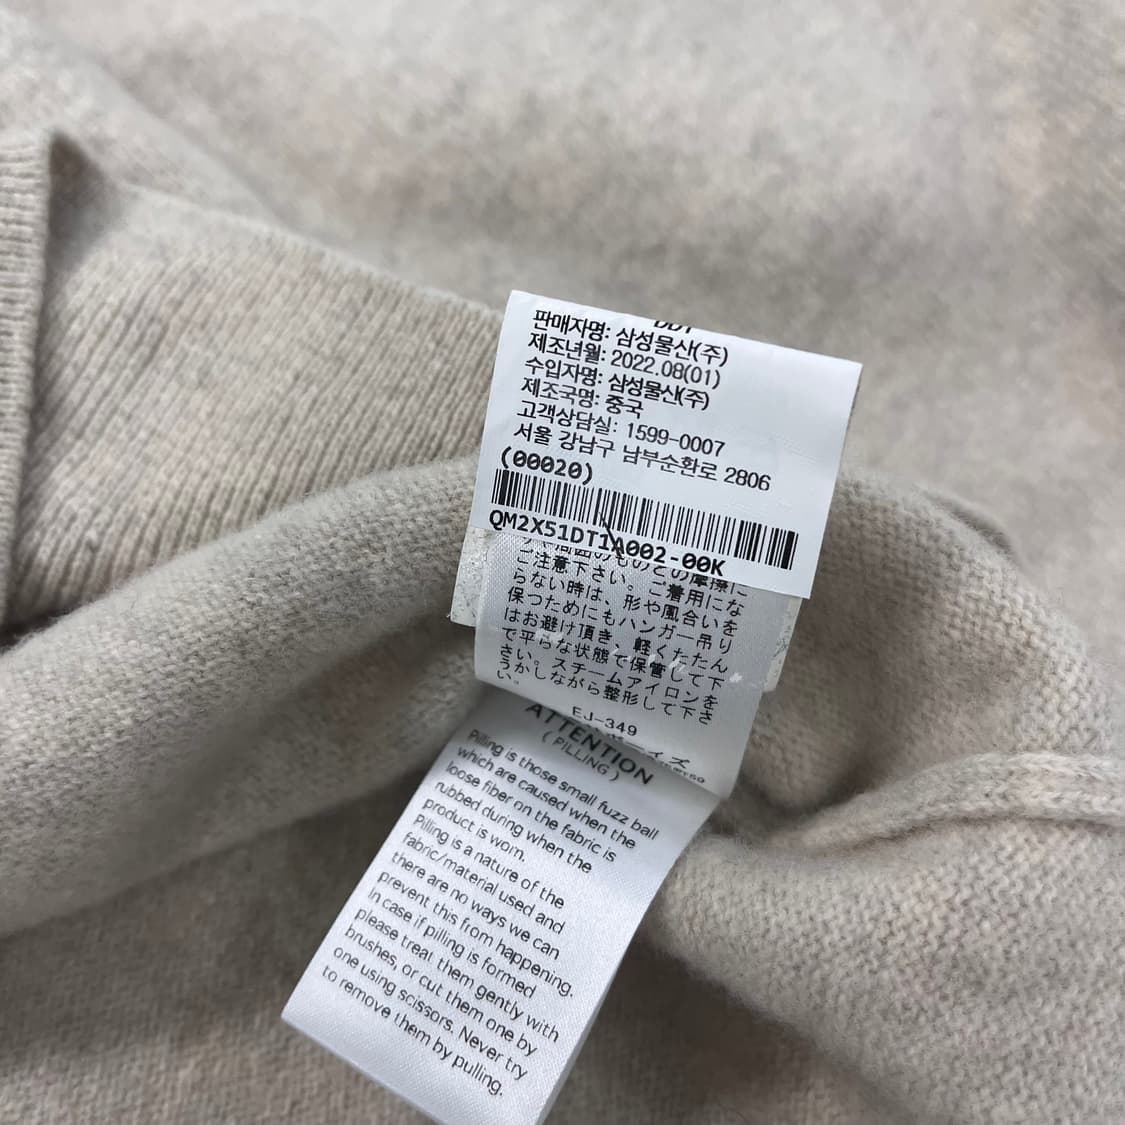 판매자명: 삼성물산(주)
제조년월: 2022.08(01)
수입자명: 삼성물산(주)
제조국명: 중국
고객상담실: 1599-0007
서울 강남구 남부순환로 2806
(00020)
QM2X51DT1A002-00K
ご注意下さい。ご着用にな
らない時は、形や風合いを
保つためにもハンガー吊り
はお避け頂き、軽くたたん
で平らな状態で保管して下
さい。スチームアイロンを
うかしながら整形して下さ
い。
EJ-349
ATTENTION
( PILLING )
Pilling is those small fuzz ball
which are caused when the
loose fiber on the fabric is
rubbed during when the
product is worn.
Pilling is a nature of the
fabric/material used and
there are no ways we can
prevent this from happening.
In case if pilling is formed
please treat them gently with
brushes, or cut them one by
one using scissors. Never try
to remove them by pulling.